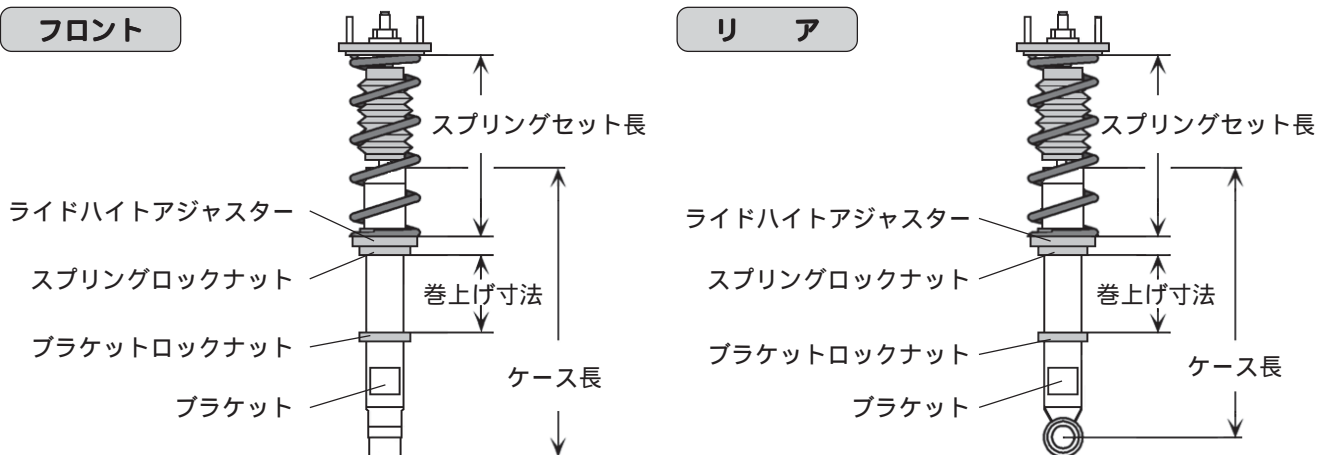 フロント
スプリングセット長
ライドハイトアジャスター
スプリングロックナット
巻上げ寸法
ブラケットロックナット
ケース長
ブラケット
リア
スプリングセット長
ライドハイトアジャスター
スプリングロックナット
巻上げ寸法
ブラケットロックナット
ケース長
ブラケット